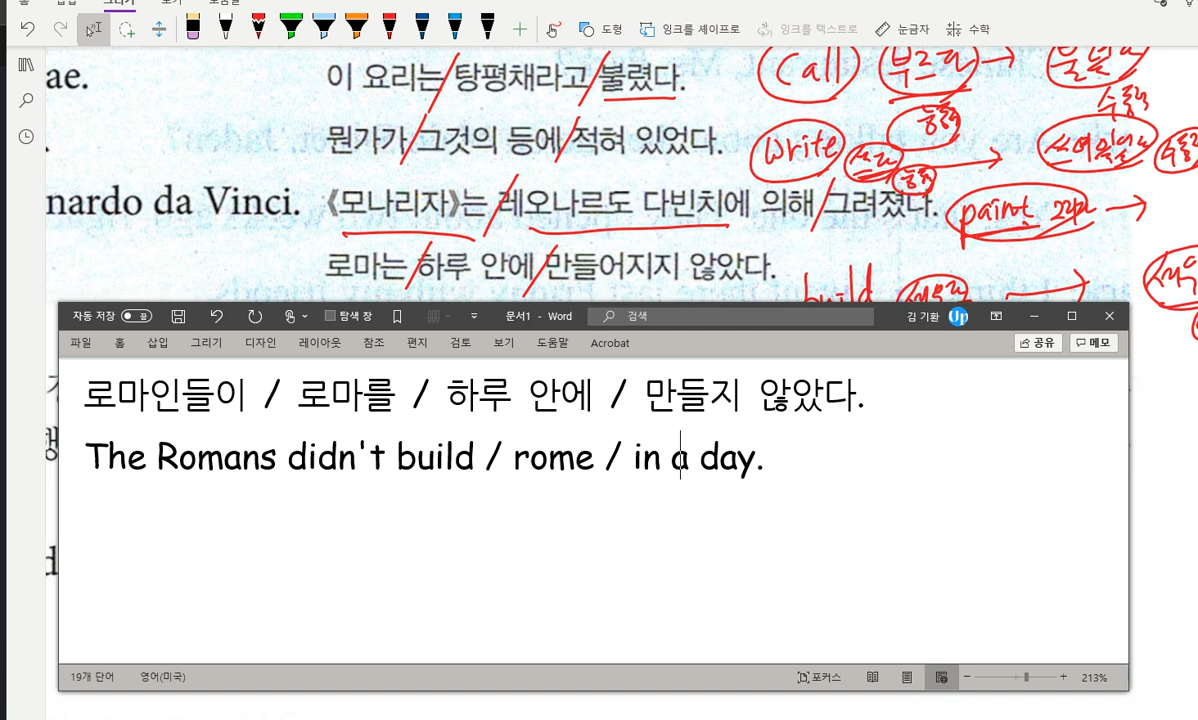 도형 잉크를 셰이프로 잉크를 텍스트로 눈금자 수학
ae. 이 요리는/탕평채라고/불렸다. Call 부르다 →
수동
뭔가가/그것의 등에/적혀 있었다. write 쓰다 능동 →
nardo da Vinci. 《모나리자》는/레오나르도 다빈치에 의해/그려졌다. paint →
로마는/하루 안에/만들어지지 않았다. build →
자동 저장 끔 탐색 창 문서1 - Word 검색 김 기환 Up
파일 홈 삽입 그리기 디자인 레이아웃 참조 편지 검토 보기 도움말 Acrobat 공유 메모
로마인들이 / 로마를 / 하루 안에 / 만들지 않았다.
The Romans didn't build / rome / in a day.
19개 단어 영어(미국) 포커스 213%